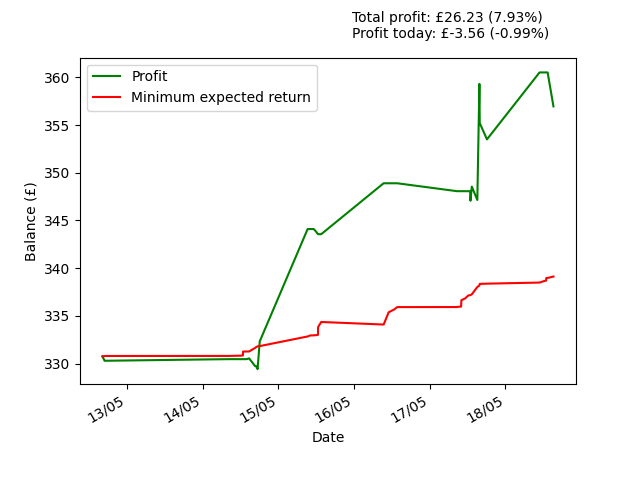 Total profit: £26.23 (7.93%)
Profit today: £-3.56 (-0.99%)
Profit
Minimum expected return
360
355
350
345
340
335
330
Balance (£)
13/05
14/05
15/05
16/05
17/05
18/05
Date